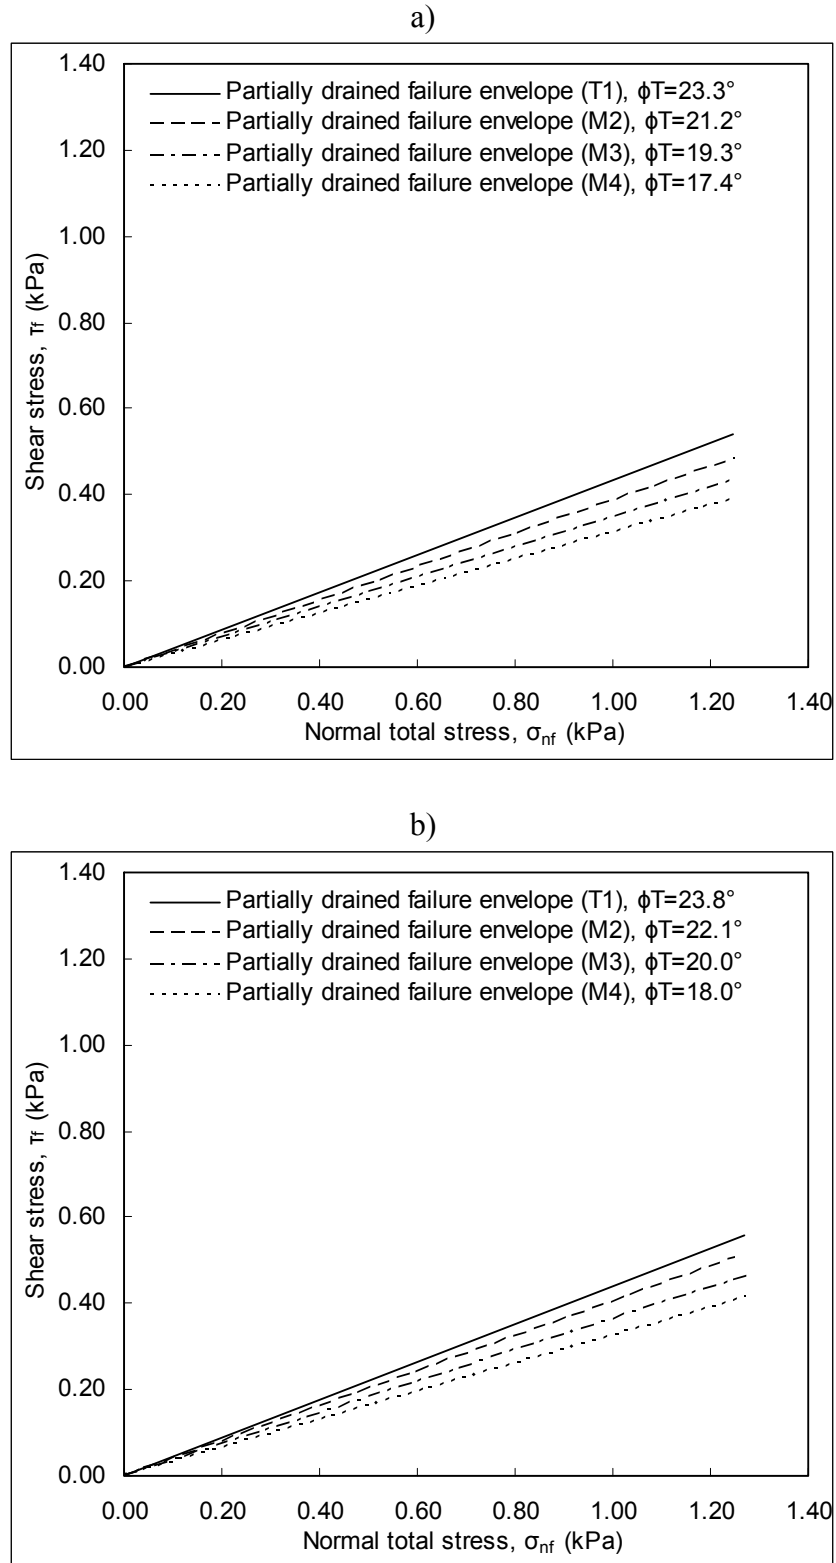 a)
1.40
1.20
1.00
0.80
0.60
0.40
0.20
0.00
Shear stress, τf (kPa)
Partially drained failure envelope (T1), ϕT=23.3°
Partially drained failure envelope (M2), ϕT=21.2°
Partially drained failure envelope (M3), ϕT=19.3°
Partially drained failure envelope (M4), ϕT=17.4°
0.00 0.20 0.40 0.60 0.80 1.00 1.20 1.40
Normal total stress, σnf (kPa)
b)
1.40
1.20
1.00
0.80
0.60
0.40
0.20
0.00
Shear stress, τf (kPa)
Partially drained failure envelope (T1), ϕT=23.8°
Partially drained failure envelope (M2), ϕT=22.1°
Partially drained failure envelope (M3), ϕT=20.0°
Partially drained failure envelope (M4), ϕT=18.0°
0.00 0.20 0.40 0.60 0.80 1.00 1.20 1.40
Normal total stress, σnf (kPa)